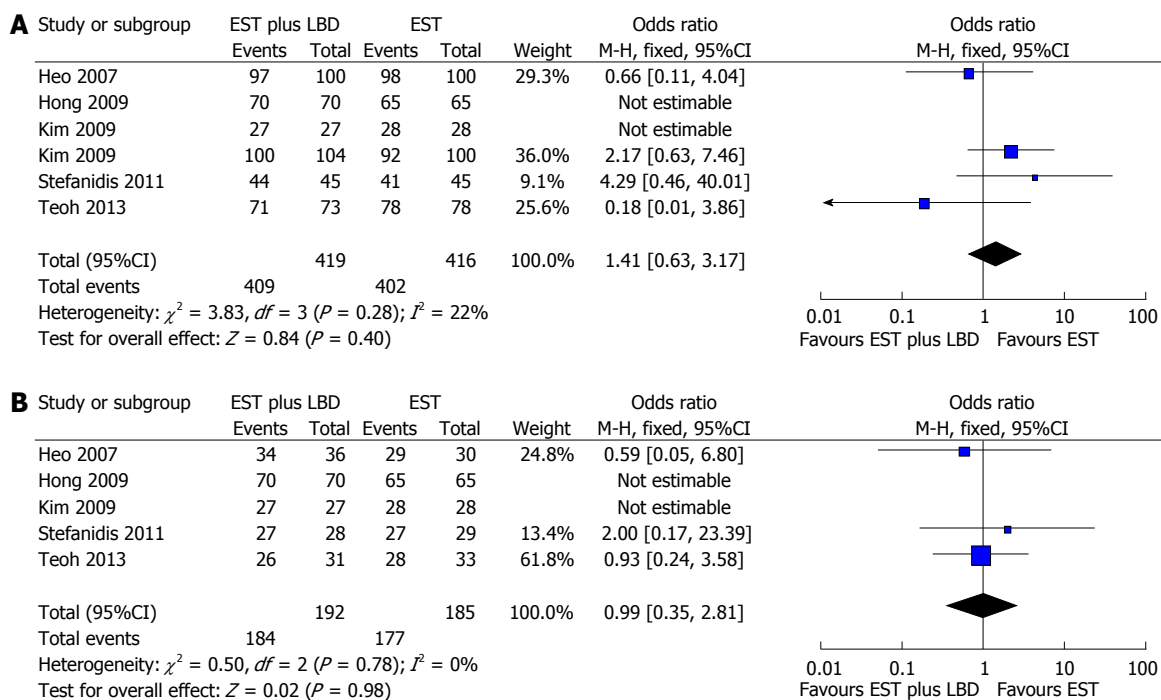 A Study or subgroup EST plus LBD EST Odds ratio Odds ratio
Events Total Events Total Weight M-H, fixed, 95%CI M-H, fixed, 95%CI
Heo 2007 97 100 98 100 29.3% 0.66 [0.11, 4.04]
Hong 2009 70 70 65 65 Not estimable
Kim 2009 27 27 28 28 Not estimable
Kim 2009 100 104 92 100 36.0% 2.17 [0.63, 7.46]
Stefanidis 2011 44 45 41 45 9.1% 4.29 [0.46, 40.01]
Teoh 2013 71 73 78 78 25.6% 0.18 [0.01, 3.86]
Total (95%CI) 419 416 100.0% 1.41 [0.63, 3.17]
Total events 409 402
Heterogeneity: χ² = 3.83, df = 3 (P = 0.28); I² = 22%
Test for overall effect: Z = 0.84 (P = 0.40)
0.01 0.1 1 10 100
Favours EST plus LBD Favours EST
B Study or subgroup EST plus LBD EST Odds ratio Odds ratio
Events Total Events Total Weight M-H, fixed, 95%CI M-H, fixed, 95%CI
Heo 2007 34 36 29 30 24.8% 0.59 [0.05, 6.80]
Hong 2009 70 70 65 65 Not estimable
Kim 2009 27 27 28 28 Not estimable
Stefanidis 2011 27 28 27 29 13.4% 2.00 [0.17, 23.39]
Teoh 2013 26 31 28 33 61.8% 0.93 [0.24, 3.58]
Total (95%CI) 192 185 100.0% 0.99 [0.35, 2.81]
Total events 184 177
Heterogeneity: χ² = 0.50, df = 2 (P = 0.78); I² = 0%
Test for overall effect: Z = 0.02 (P = 0.98)
0.01 0.1 1 10 100
Favours EST plus LBD Favours EST